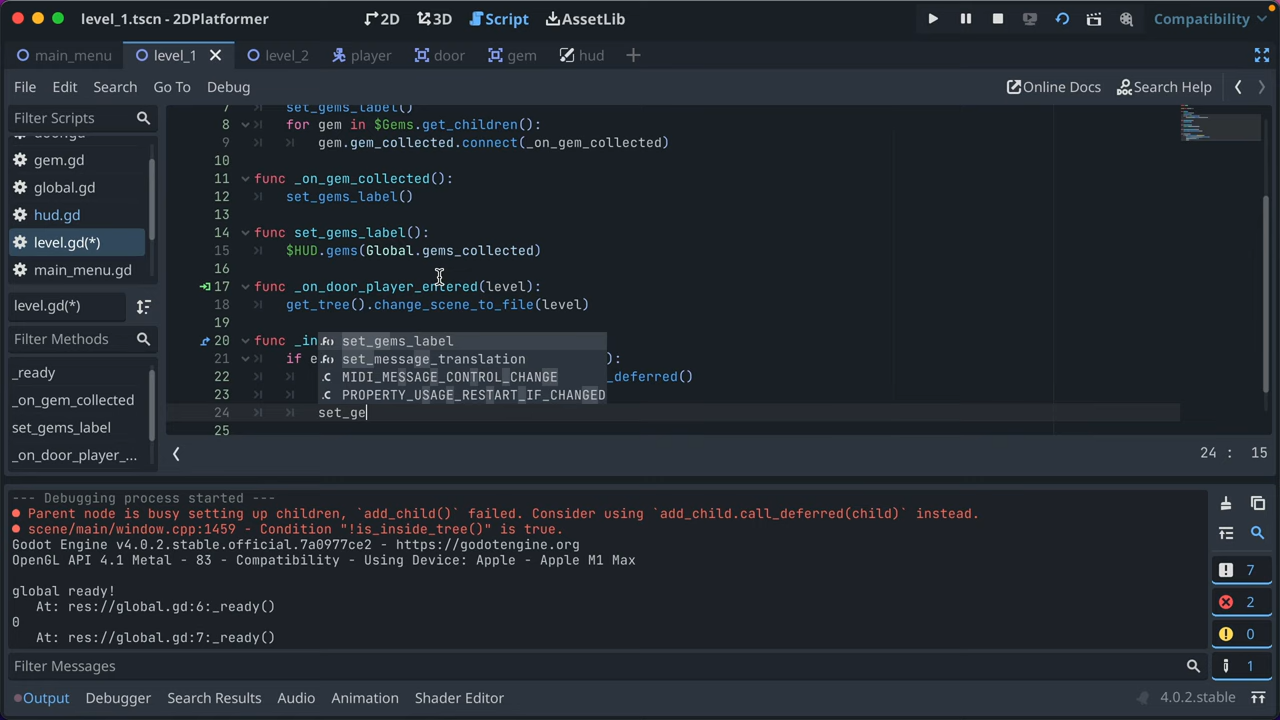 level_1.tscn - 2DPlatformer
2D 3D Script AssetLib
Compatibility
main_menu level_1 level_2 player door gem hud
File Edit Search Go To Debug
Online Docs Search Help
Filter Scripts
gem.gd
global.gd
hud.gd
level.gd(*)
main_menu.gd
level.gd(*)
Filter Methods
_ready
_on_gem_collected
set_gems_label
_on_door_player_...
7 set_gems_label()
8 for gem in $Gems.get_children():
9 gem.gem_collected.connect(_on_gem_collected)
10
11 func _on_gem_collected():
12 set_gems_label()
13
14 func set_gems_label():
15 $HUD.gems(Global.gems_collected)
16
17 func _on_door_player_entered(level):
18 get_tree().change_scene_to_file(level)
19
20 func _in
21 if e ):
22 _deferred()
23
24 set_ge
25
set_gems_label
set_message_translation
MIDI_MESSAGE_CONTROL_CHANGE
PROPERTY_USAGE_RESTART_IF_CHANGED
24 : 15
--- Debugging process started ---
Parent node is busy setting up children, `add_child()` failed. Consider using `add_child.call_deferred(child)` instead.
scene/main/window.cpp:1459 - Condition "!is_inside_tree()" is true.
Godot Engine v4.0.2.stable.official.7a0977ce2 - https://godotengine.org
OpenGL API 4.1 Metal - 83 - Compatibility - Using Device: Apple - Apple M1 Max
global ready!
At: res://global.gd:6:_ready()
0
At: res://global.gd:7:_ready()
7
2
0
1
Filter Messages
Output Debugger Search Results Audio Animation Shader Editor
4.0.2.stable